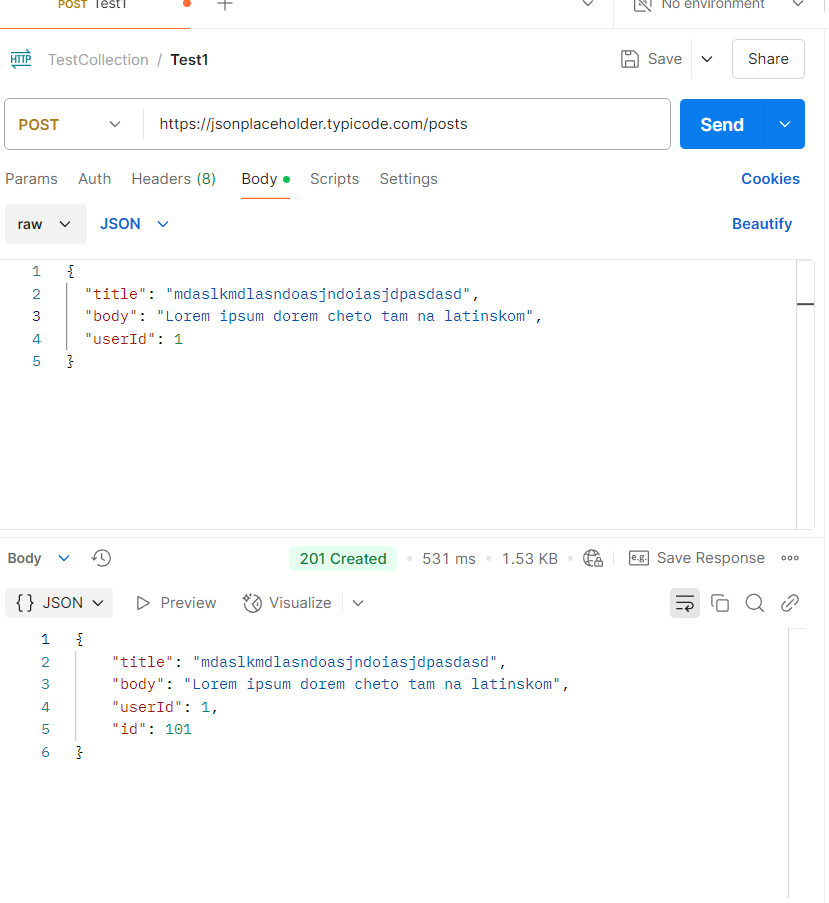 POST Test1 No environment
HTTP TestCollection / Test1 Save Share
POST https://jsonplaceholder.typicode.com/posts Send
Params Auth Headers (8) Body Scripts Settings Cookies
raw JSON Beautify
1 {
2 "title": "mdaslkmdlasndoasjndoiasjdpasdasd",
3 "body": "Lorem ipsum dorem cheto tam na latinskom",
4 "userId": 1
5 }
Body 201 Created • 531 ms • 1.53 KB • e.g. Save Response
{} JSON Preview Visualize
1 {
2 "title": "mdaslkmdlasndoasjndoiasjdpasdasd",
3 "body": "Lorem ipsum dorem cheto tam na latinskom",
4 "userId": 1,
5 "id": 101
6 }